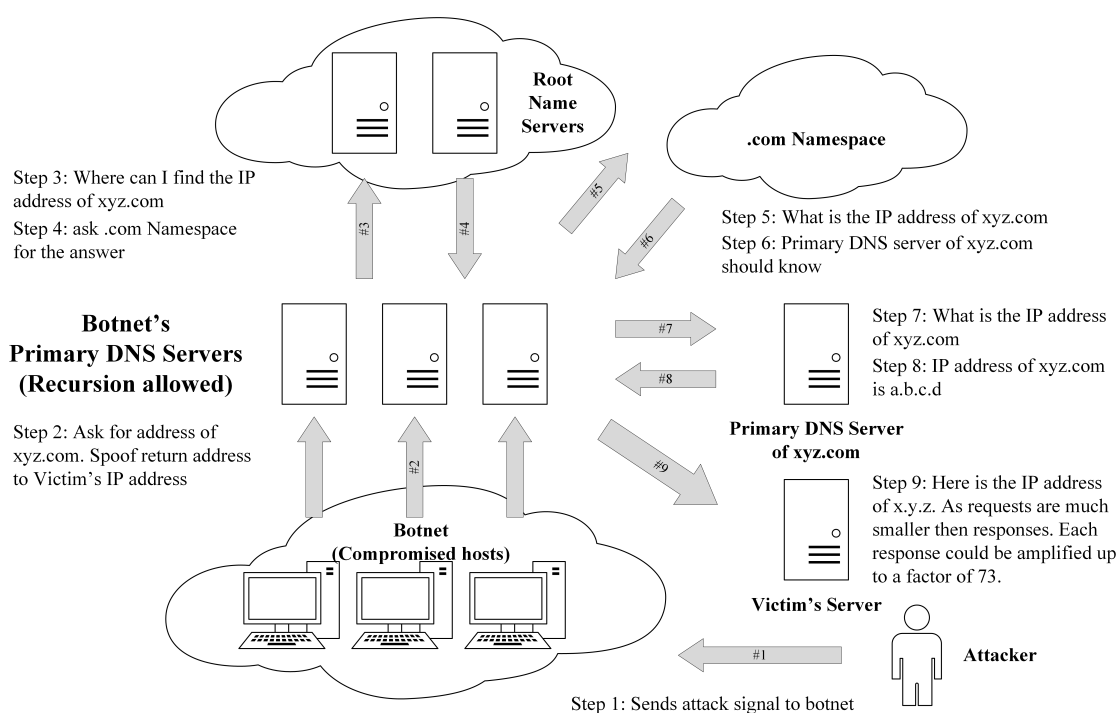 Root
Name
Servers
.com Namespace
Step 3: Where can I find the IP
address of xyz.com
Step 4: ask .com Namespace
for the answer
#3
#4
#5
#6
Step 5: What is the IP address of xyz.com
Step 6: Primary DNS server of xyz.com
should know
Botnet's
Primary DNS Servers
(Recursion allowed)
#7
#8
Step 7: What is the IP address
of xyz.com
Step 8: IP address of xyz.com
is a.b.c.d
Primary DNS Server
of xyz.com
Step 2: Ask for address of
xyz.com. Spoof return address
to Victim's IP address
#2
#9
Step 9: Here is the IP address
of x.y.z. As requests are much
smaller then responses. Each
response could be amplified up
to a factor of 73.
Botnet
(Compromised hosts)
Victim's Server
#1
Attacker
Step 1: Sends attack signal to botnet